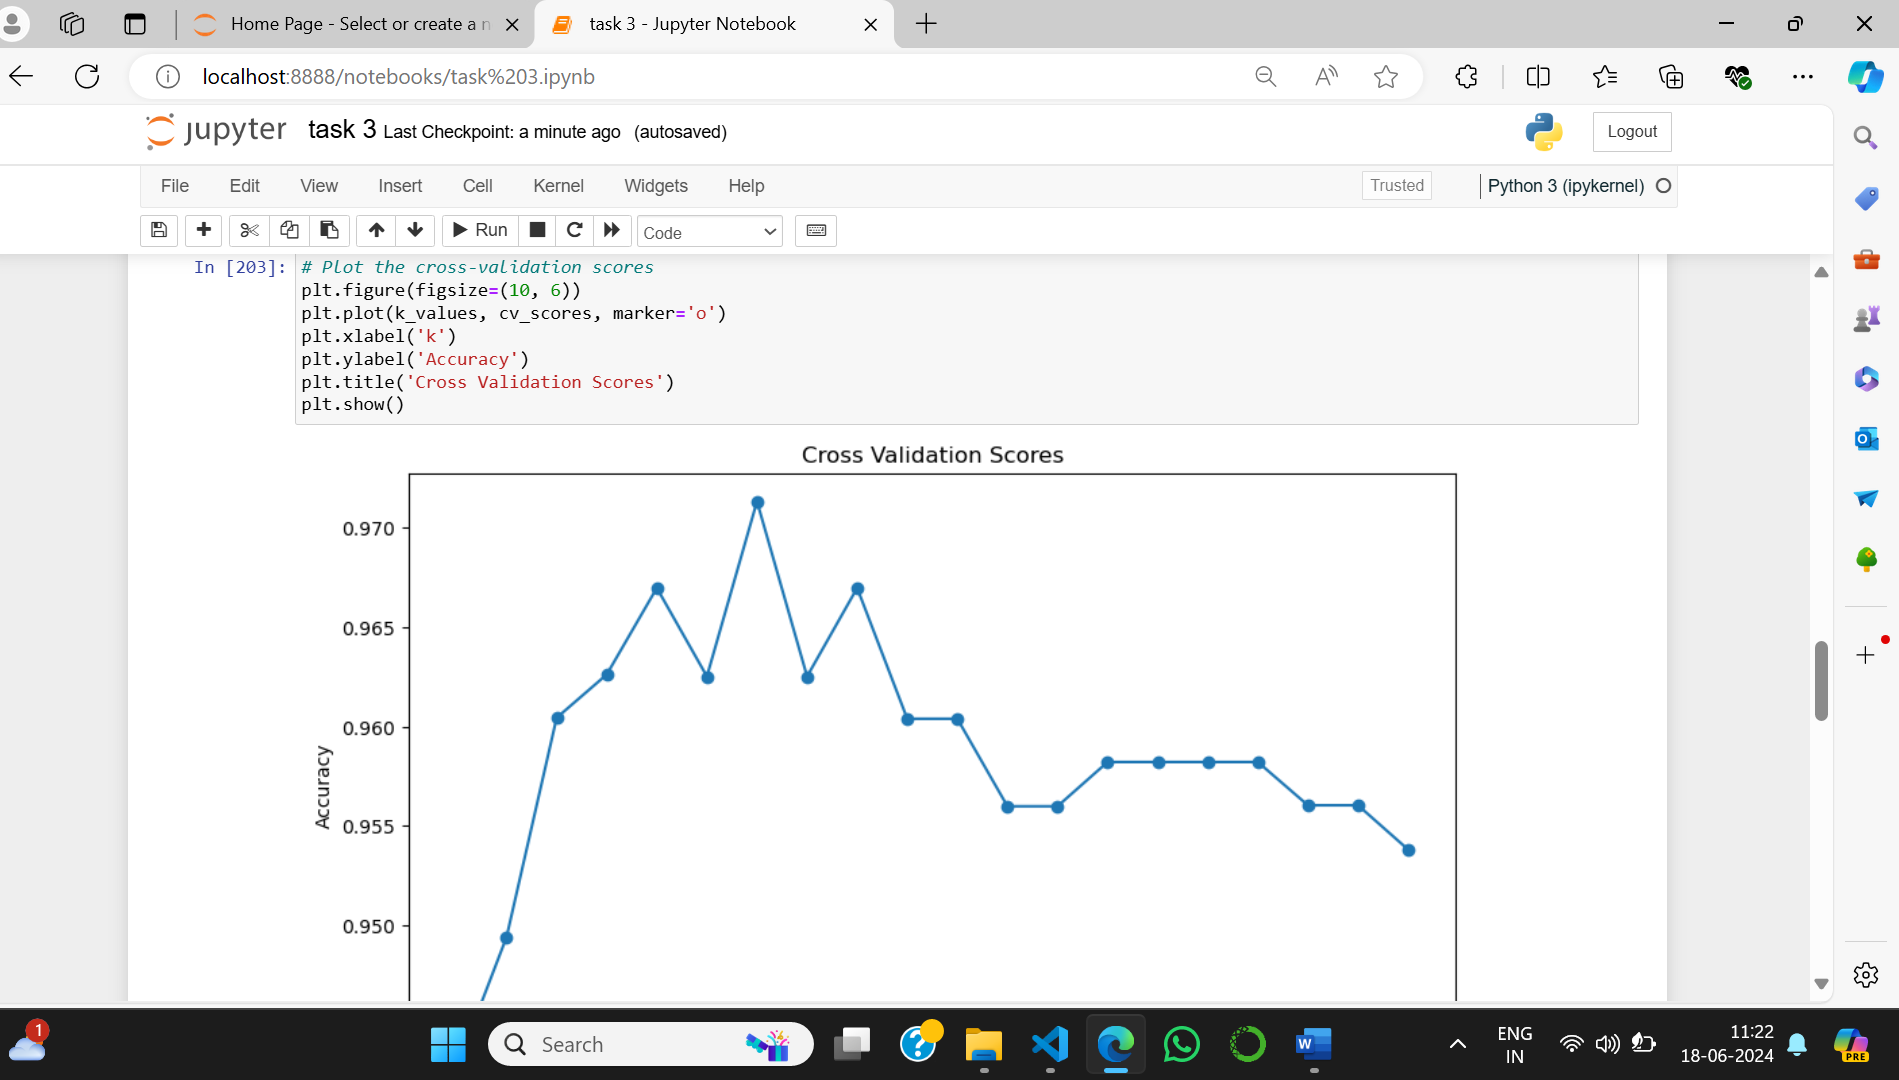 Home Page - Select or create a n
task 3 - Jupyter Notebook
localhost:8888/notebooks/task%203.ipynb
jupyter task 3 Last Checkpoint: a minute ago (autosaved)
Logout
File Edit View Insert Cell Kernel Widgets Help
Trusted
Python 3 (ipykernel)
Run
Code
In [203]: # Plot the cross-validation scores
plt.figure(figsize=(10, 6))
plt.plot(k_values, cv_scores, marker='o')
plt.xlabel('k')
plt.ylabel('Accuracy')
plt.title('Cross Validation Scores')
plt.show()
Cross Validation Scores
0.970
0.965
0.960
0.955
0.950
Accuracy
1
Search
ENG
IN
11:22
18-06-2024
PRE